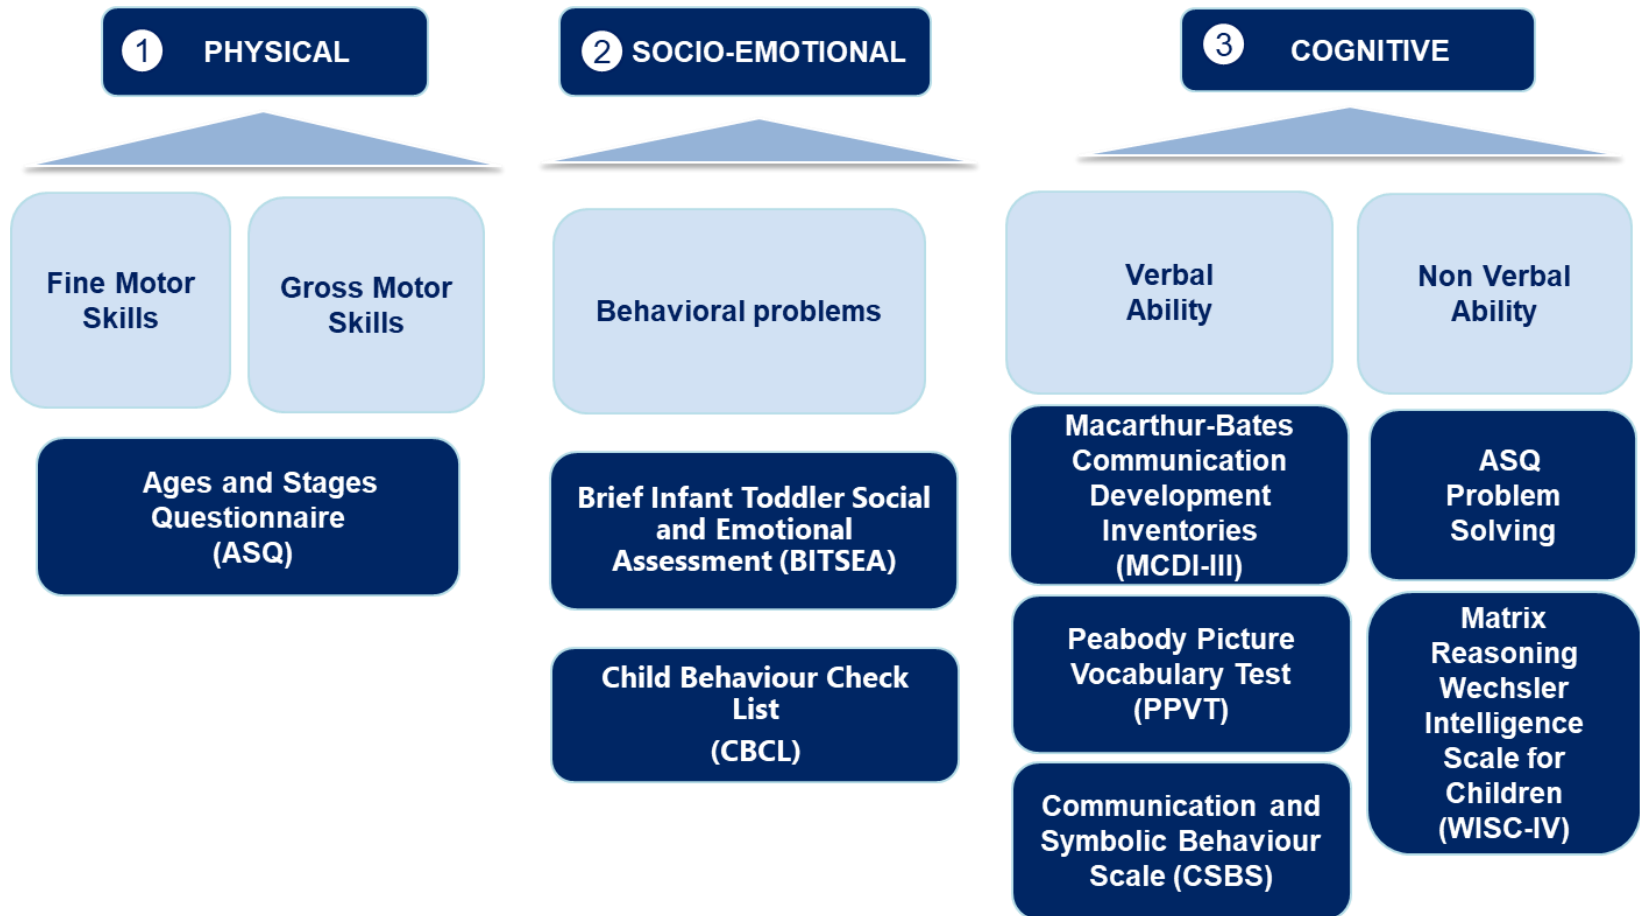 1 PHYSICAL
Fine Motor
Skills
Gross Motor
Skills
Ages and Stages
Questionnaire
(ASQ)
2 SOCIO-EMOTIONAL
Behavioral problems
Brief Infant Toddler Social
and Emotional
Assessment (BITSEA)
Child Behaviour Check
List
(CBCL)
3 COGNITIVE
Verbal
Ability
Macarthur-Bates
Communication
Development
Inventories
(MCDI-III)
Peabody Picture
Vocabulary Test
(PPVT)
Communication and
Symbolic Behaviour
Scale (CSBS)
Non Verbal
Ability
ASQ
Problem
Solving
Matrix
Reasoning
Wechsler
Intelligence
Scale for
Children
(WISC-IV)